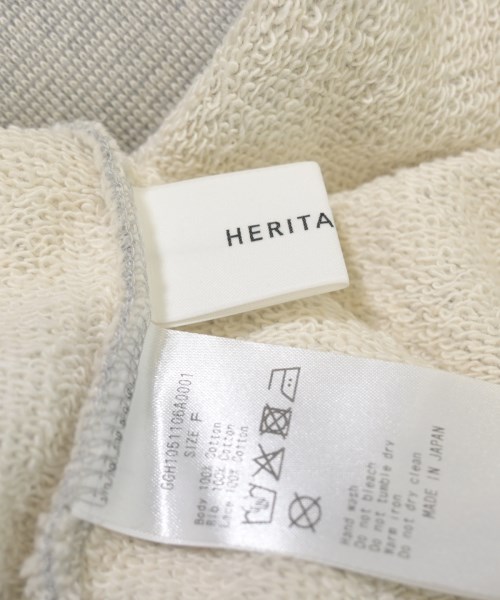 HERITA
GGH1051106A0001
SIZE F
Body 100% Cotton
Rib 100% Cotton
Lace 100% Cotton
Hand wash
Do not bleach
Do not tumble dry
Warm iron
Do not dry clean
MADE IN JAPAN